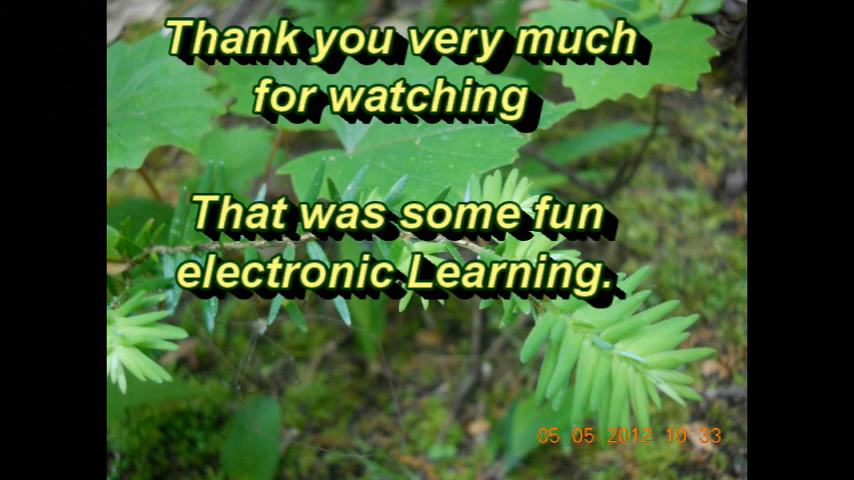 Thank you very much
for watching
That was some fun
electronic Learning.
05.05.2012 10:33